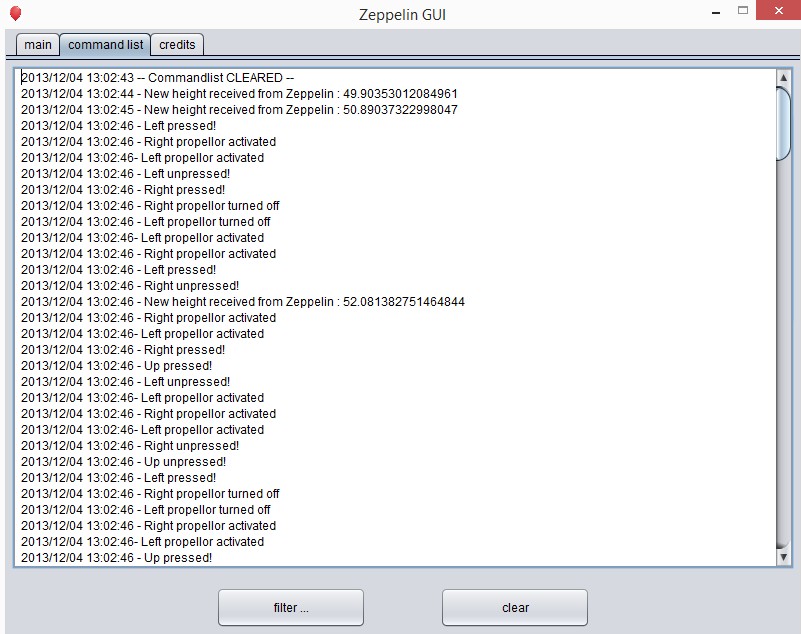 Zeppelin GUI
main command list credits
2013/12/04 13:02:43 -- Commandlist CLEARED --
2013/12/04 13:02:44 - New height received from Zeppelin : 49.90353012084961
2013/12/04 13:02:45 - New height received from Zeppelin : 50.89037322998047
2013/12/04 13:02:46 - Left pressed!
2013/12/04 13:02:46 - Right propellor activated
2013/12/04 13:02:46- Left propellor activated
2013/12/04 13:02:46 - Left unpressed!
2013/12/04 13:02:46 - Right pressed!
2013/12/04 13:02:46 - Right propellor turned off
2013/12/04 13:02:46 - Left propellor turned off
2013/12/04 13:02:46- Left propellor activated
2013/12/04 13:02:46 - Right propellor activated
2013/12/04 13:02:46 - Left pressed!
2013/12/04 13:02:46 - Right unpressed!
2013/12/04 13:02:46 - New height received from Zeppelin : 52.081382751464844
2013/12/04 13:02:46 - Right propellor activated
2013/12/04 13:02:46- Left propellor activated
2013/12/04 13:02:46 - Right pressed!
2013/12/04 13:02:46 - Up pressed!
2013/12/04 13:02:46 - Left unpressed!
2013/12/04 13:02:46- Left propellor activated
2013/12/04 13:02:46 - Right propellor activated
2013/12/04 13:02:46- Left propellor activated
2013/12/04 13:02:46 - Right unpressed!
2013/12/04 13:02:46 - Up unpressed!
2013/12/04 13:02:46 - Left pressed!
2013/12/04 13:02:46 - Right propellor turned off
2013/12/04 13:02:46 - Left propellor turned off
2013/12/04 13:02:46 - Right propellor activated
2013/12/04 13:02:46- Left propellor activated
2013/12/04 13:02:46 - Up pressed!
filter ... clear